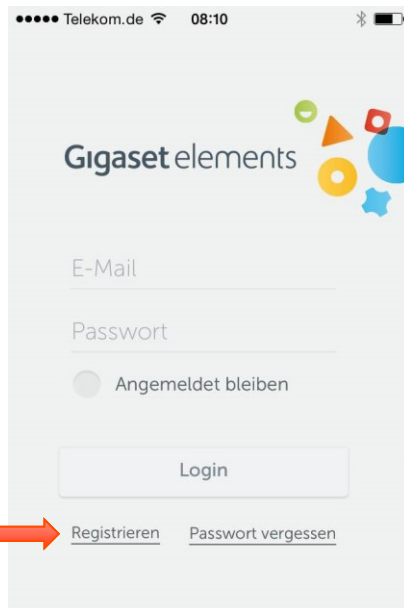 Telekom.de 08:10
Gigaset elements
E-Mail
Passwort
Angemeldet bleiben
Login
Registrieren Passwort vergessen